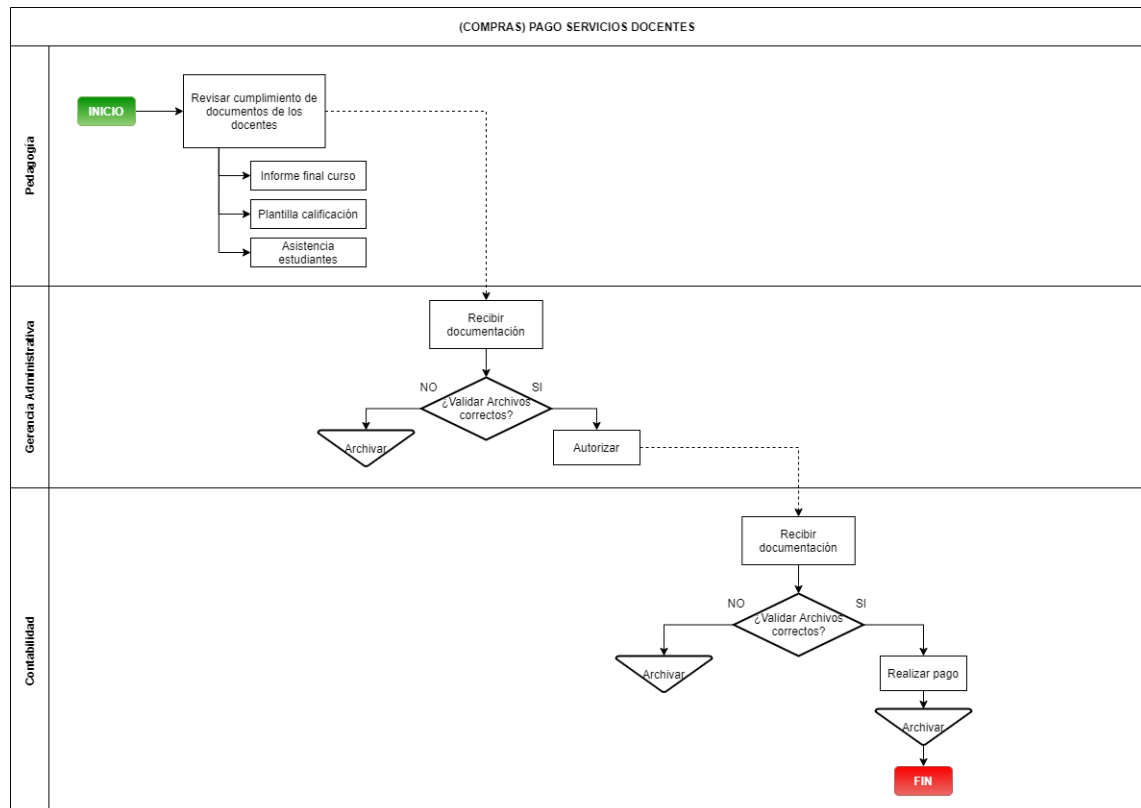 (COMPRAS) PAGO SERVICIOS DOCENTES
Pedagogía
INICIO
Revisar cumplimiento de
documentos de los
docentes
Informe final curso
Plantilla calificación
Asistencia
estudiantes
Gerencia Administrativa
Recibir
documentación
NO
SI
¿Validar Archivos
correctos?
Archivar
Autorizar
Contabilidad
Recibir
documentación
NO
SI
¿Validar Archivos
correctos?
Archivar
Realizar pago
Archivar
FIN